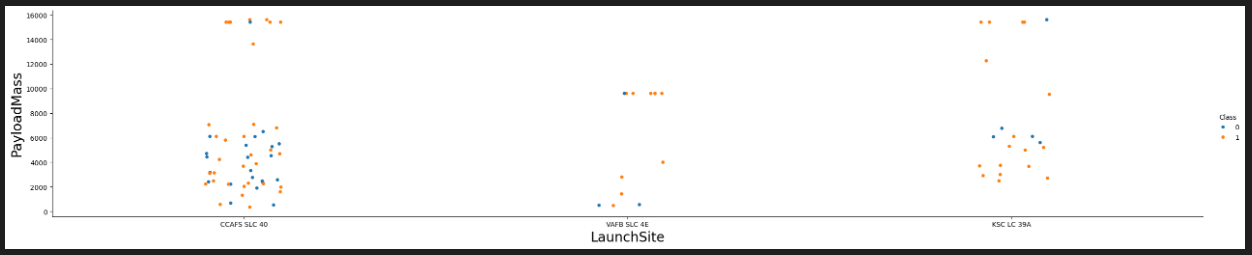 16000
14000
12000
10000
8000
6000
4000
2000
0
PayloadMass
CCAFS SLC 40
VAFB SLC 4E
KSC LC 39A
LaunchSite
Class
0
1